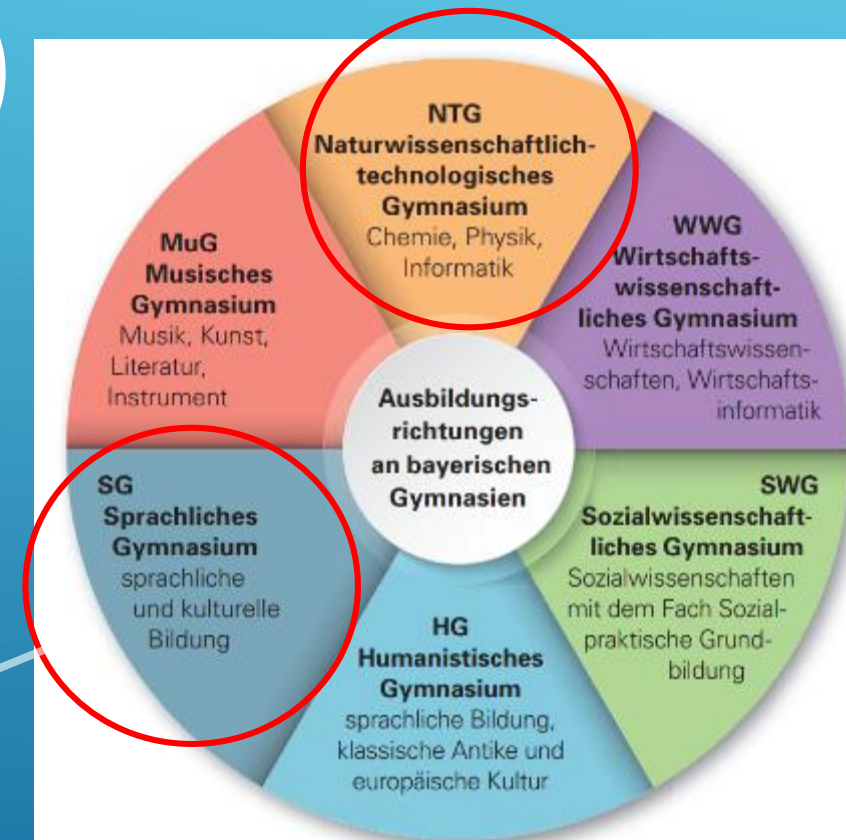 NTG
Naturwissenschaftlich-
technologisches
Gymnasium
Chemie, Physik,
Informatik
WWG
Wirtschafts-
wissenschaft-
liches Gymnasium
Wirtschaftswissen-
schaften, Wirtschafts-
informatik
SWG
Sozialwissenschaft-
liches Gymnasium
Sozialwissenschaften
mit dem Fach Sozial-
praktische Grund-
bildung
HG
Humanistisches
Gymnasium
sprachliche Bildung,
klassische Antike und
europäische Kultur
SG
Sprachliches
Gymnasium
sprachliche
und kulturelle
Bildung
MuG
Musisches
Gymnasium
Musik, Kunst,
Literatur,
Instrument
Ausbildungs-
richtungen
an bayerischen
Gymnasien